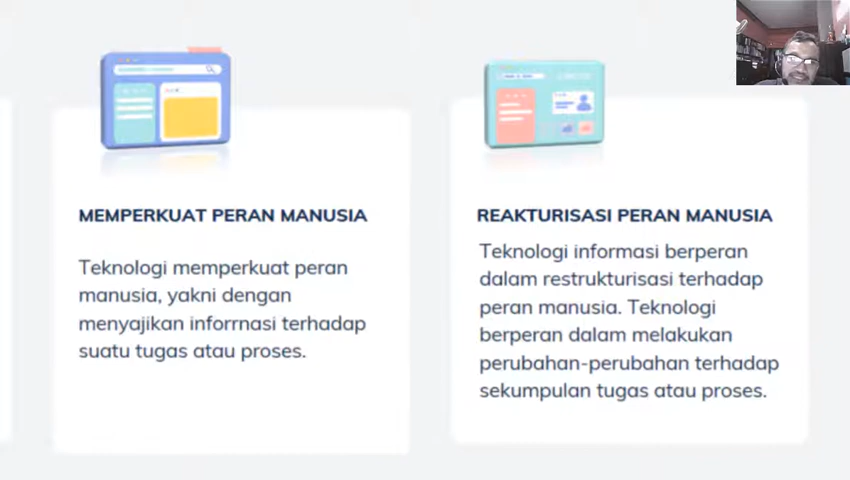 MEMPERKUAT PERAN MANUSIA
Teknologi memperkuat peran
manusia, yakni dengan
menyajikan inforrnasi terhadap
suatu tugas atau proses.
REAKTURISASI PERAN MANUSIA
Teknologi informasi berperan
dalam restrukturisasi terhadap
peran manusia. Teknologi
berperan dalam melakukan
perubahan-perubahan terhadap
sekumpulan tugas atau proses.